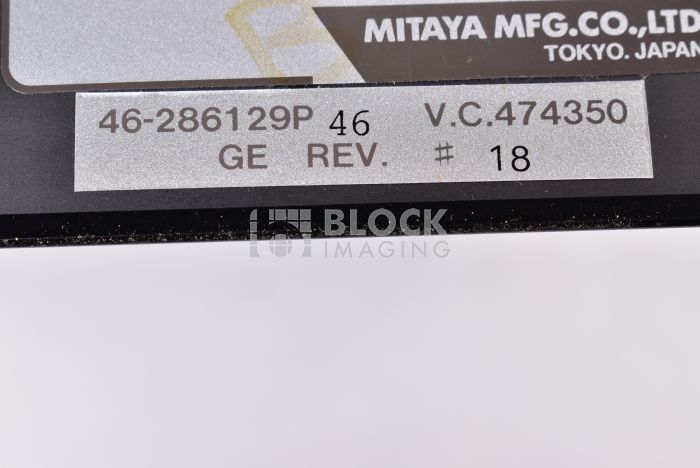 MITAYA MFG.CO.,LTD
TOKYO. JAPAN
46-286129P 46 V.C.474350
GE REV. # 18
BLOCK
IMAGING